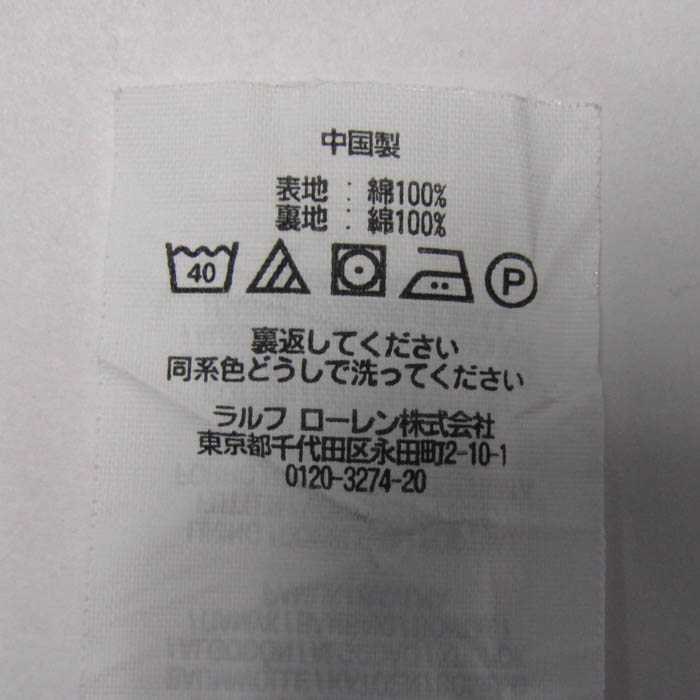 中国製
表地 : 綿100%
裏地 : 綿100%
40 P
裏返してください
同系色どうしで洗ってください
ラルフ ローレン株式会社
東京都千代田区永田町2-10-1
0120-3274-20